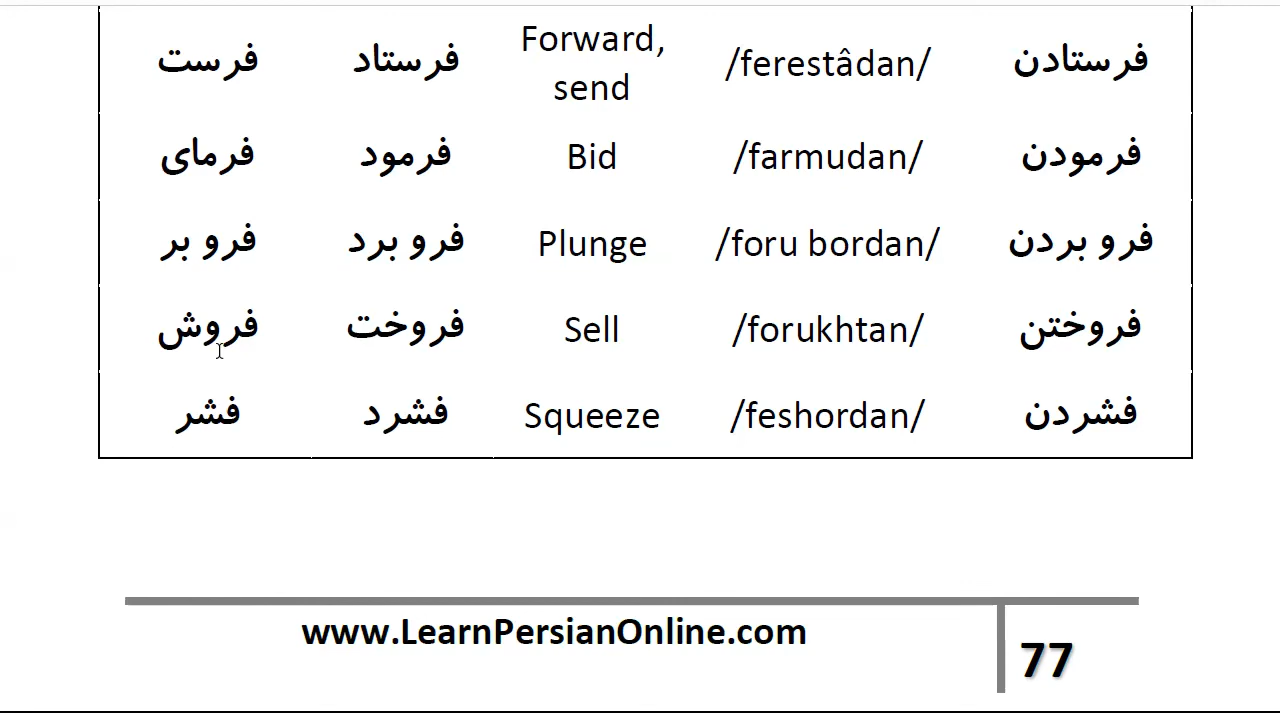 فرستادن /ferestâdan/ Forward, send فرستاد فرست
فرمودن /farmudan/ Bid فرمود فرمای
فرو بردن /foru bordan/ Plunge فرو برد فرو بر
فروختن /forukhtan/ Sell فروخت فروش
فشردن /feshordan/ Squeeze فشرد فشر
www.LearnPersianOnline.com
77